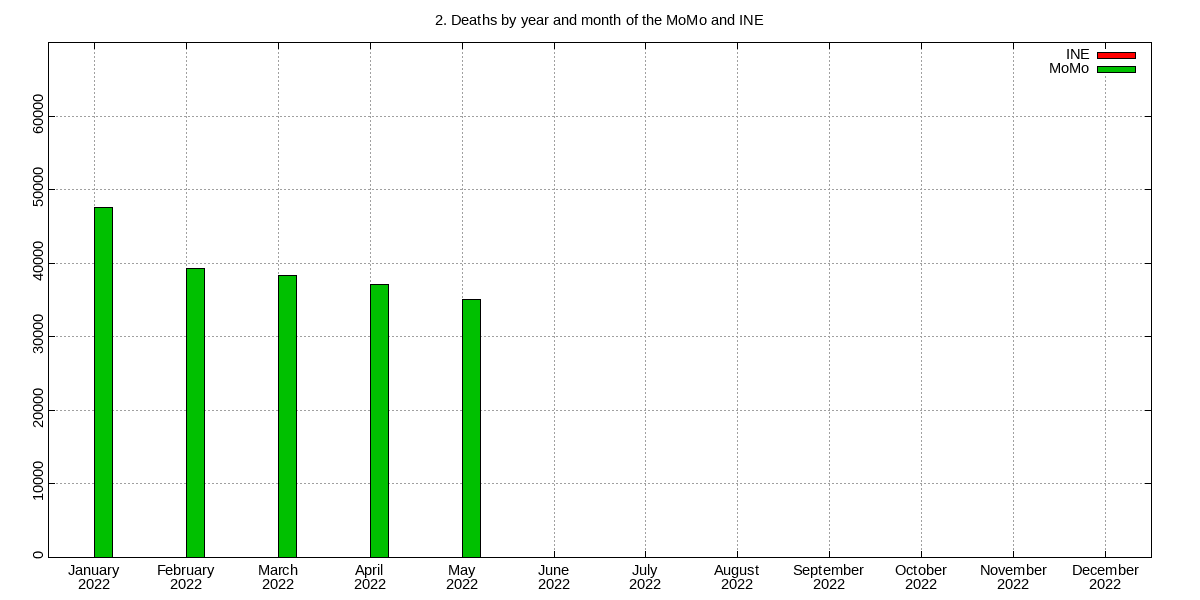 2. Deaths by year and month of the MoMo and INE
INE
MoMo
60000
50000
40000
30000
20000
10000
0
January February March April May June July August September October November December
2022 2022 2022 2022 2022 2022 2022 2022 2022 2022 2022 2022